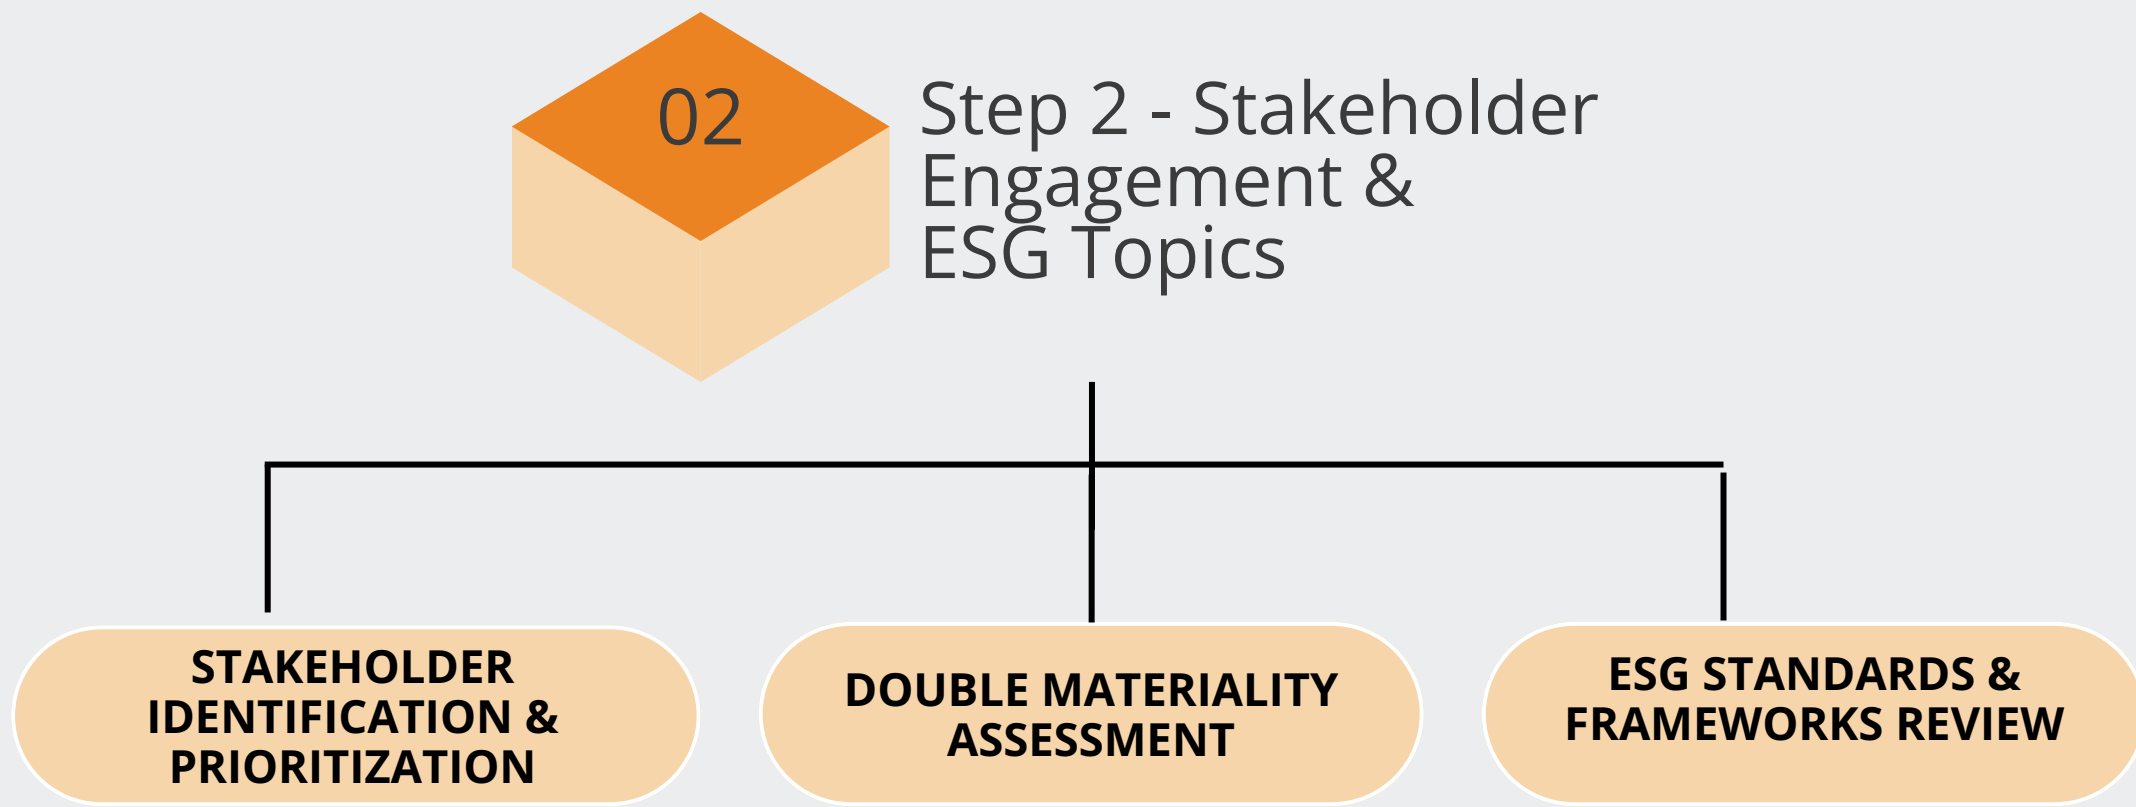 02
Step 2 - Stakeholder
Engagement &
ESG Topics
STAKEHOLDER
IDENTIFICATION &
PRIORITIZATION
DOUBLE MATERIALITY
ASSESSMENT
ESG STANDARDS &
FRAMEWORKS REVIEW